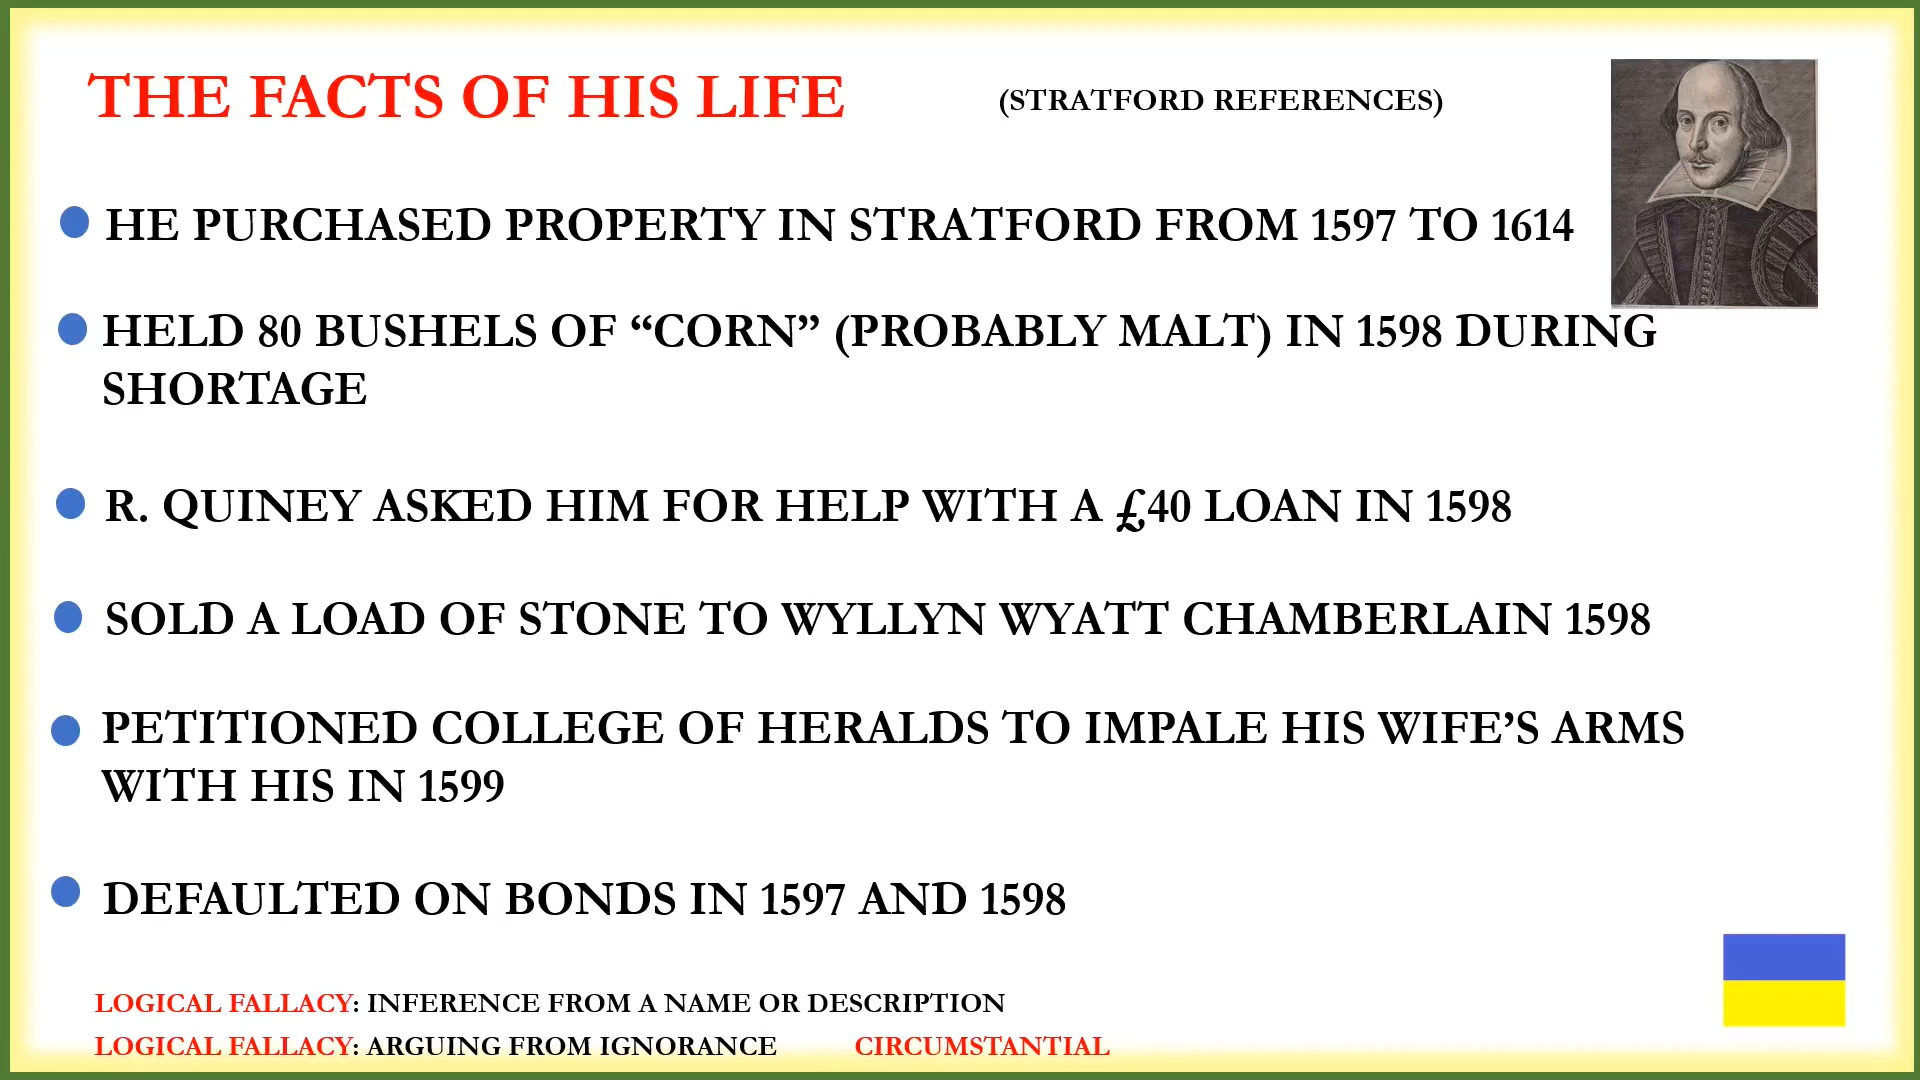 THE FACTS OF HIS LIFE
(STRATFORD REFERENCES)
HE PURCHASED PROPERTY IN STRATFORD FROM 1597 TO 1614
HELD 80 BUSHELS OF “CORN” (PROBABLY MALT) IN 1598 DURING
SHORTAGE
R. QUINEY ASKED HIM FOR HELP WITH A £40 LOAN IN 1598
SOLD A LOAD OF STONE TO WYLLYN WYATT CHAMBERLAIN 1598
PETITIONED COLLEGE OF HERALDS TO IMPALE HIS WIFE’S ARMS
WITH HIS IN 1599
DEFAULTED ON BONDS IN 1597 AND 1598
LOGICAL FALLACY: INFERENCE FROM A NAME OR DESCRIPTION
LOGICAL FALLACY: ARGUING FROM IGNORANCE CIRCUMSTANTIAL